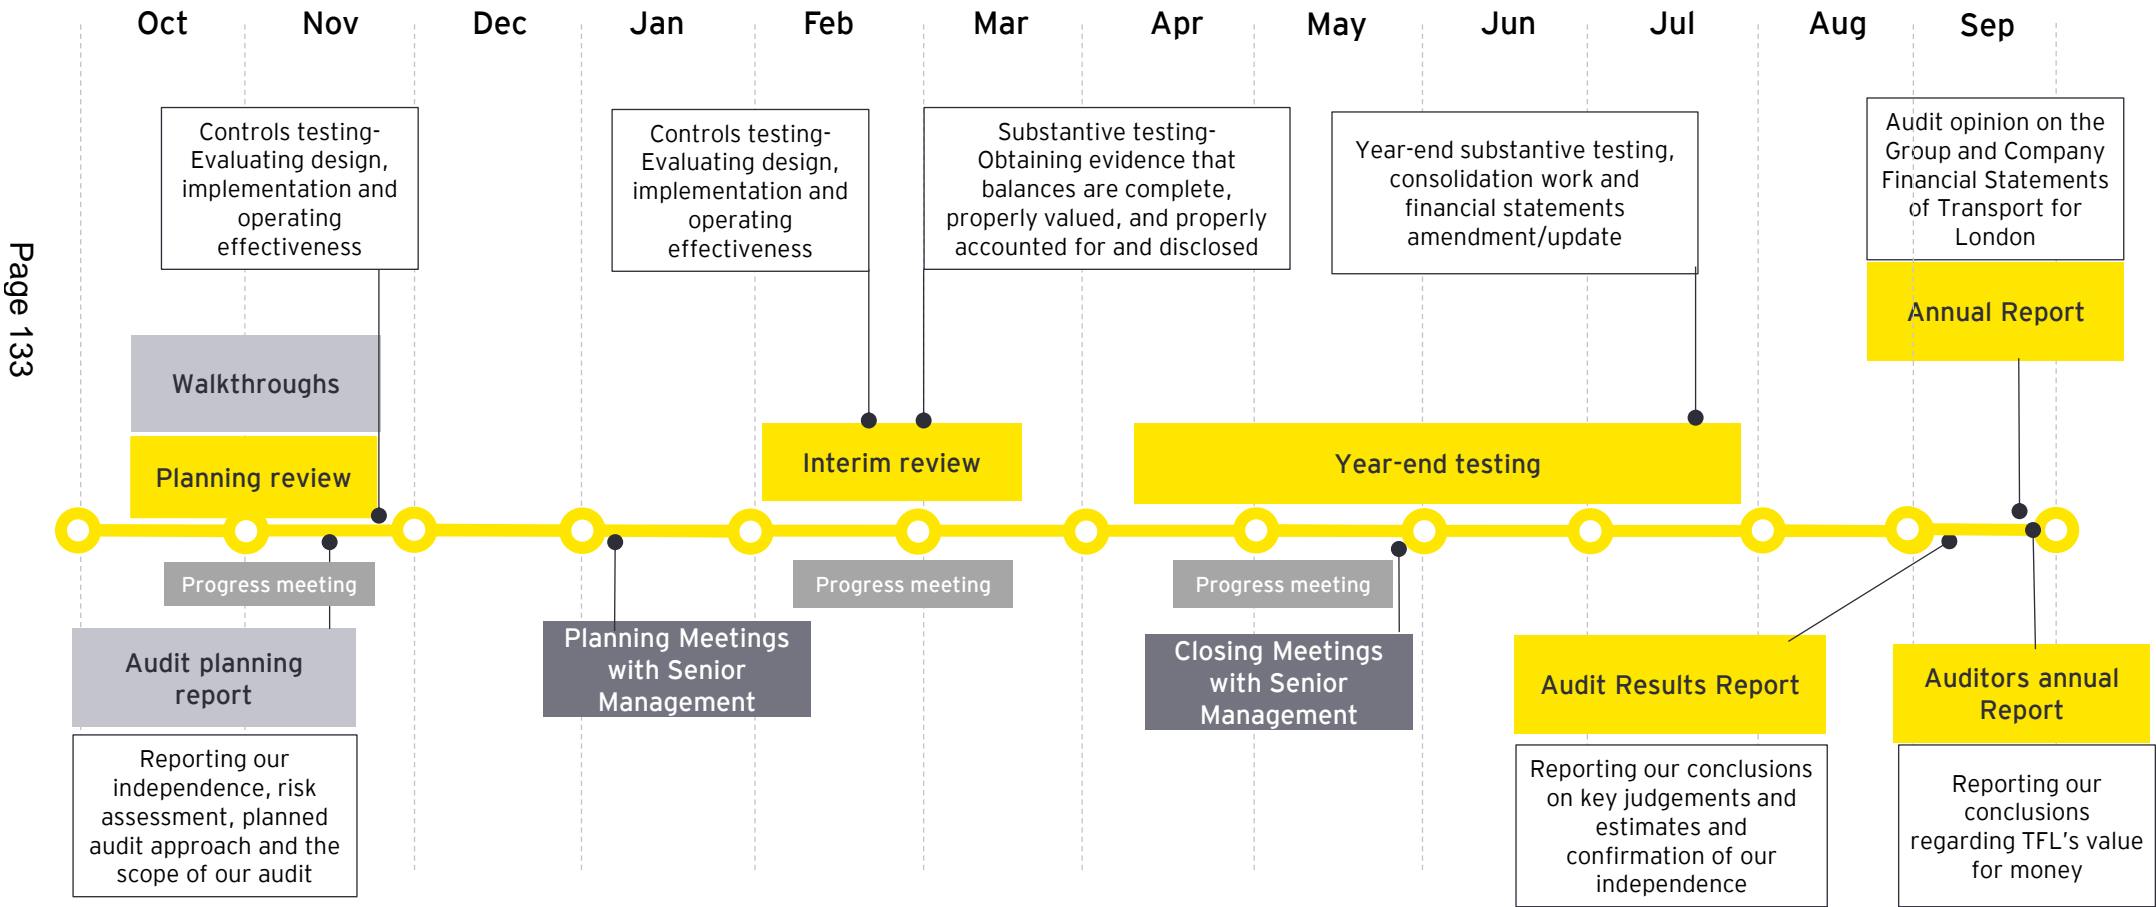 Oct Nov Dec Jan Feb Mar Apr May Jun Jul Aug Sep
Page 133
Controls testing-
Evaluating design,
implementation and
operating
effectiveness
Controls testing-
Evaluating design,
implementation and
operating
effectiveness
Substantive testing-
Obtaining evidence that
balances are complete,
properly valued, and properly
accounted for and disclosed
Year-end substantive testing,
consolidation work and
financial statements
amendment/update
Audit opinion on the
Group and Company
Financial Statements
of Transport for
London
Annual Report
Walkthroughs
Planning review
Interim review
Year-end testing
Progress meeting
Progress meeting
Progress meeting
Audit planning
report
Reporting our
independence, risk
assessment, planned
audit approach and the
scope of our audit
Planning Meetings
with Senior
Management
Closing Meetings
with Senior
Management
Audit Results Report
Reporting our conclusions
on key judgements and
estimates and
confirmation of our
independence
Auditors annual
Report
Reporting our
conclusions
regarding TFL's value
for money